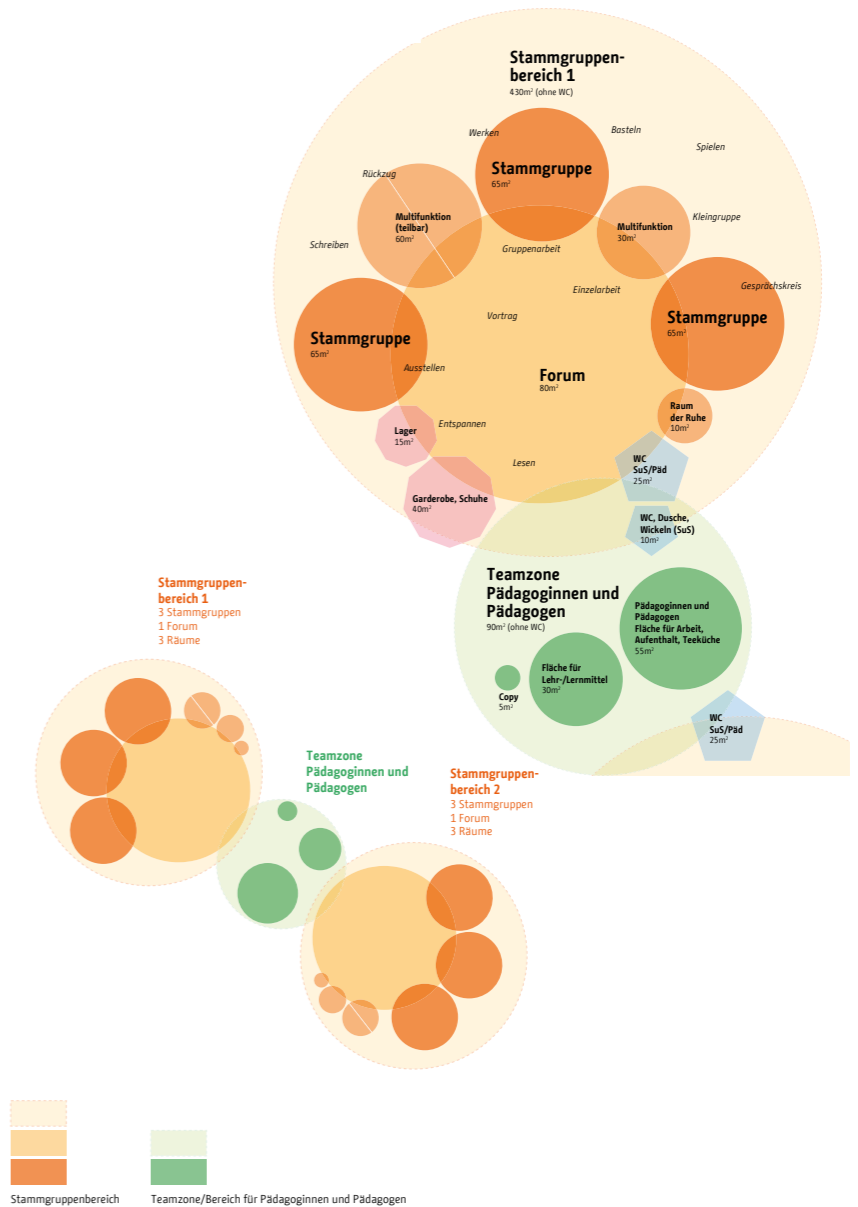 Stammgruppen-
bereich 1
430m² (ohne WC)
Werken
Basteln
Spielen
Rückzug
Stammgruppe
65m²
Multifunktion
(teilbar)
60m²
Multifunktion
30m²
Kleingruppe
Schreiben
Gruppenarbeit
Einzelarbeit
Gesprächskreis
Vortrag
Stammgruppe
65m²
Stammgruppe
65m²
Ausstellen
Forum
80m²
Raum
der Ruhe
10m²
Entspannen
Lager
15m²
Lesen
WC
SuS/Päd
25m²
Garderobe, Schuhe
40m²
WC, Dusche,
Wickeln (SuS)
10m²
Teamzone
Pädagoginnen und
Pädagogen
90m² (ohne WC)
Pädagoginnen und
Pädagogen
Fläche für Arbeit,
Aufenthalt, Teeküche
55m²
Fläche für
Lehr-/Lernmittel
30m²
Copy
5m²
WC
SuS/Päd
25m²
Stammgruppen-
bereich 1
3 Stammgruppen
1 Forum
3 Räume
Teamzone
Pädagoginnen und
Pädagogen
Stammgruppen-
bereich 2
3 Stammgruppen
1 Forum
3 Räume
Stammgruppenbereich
Teamzone/Bereich für Pädagoginnen und Pädagogen